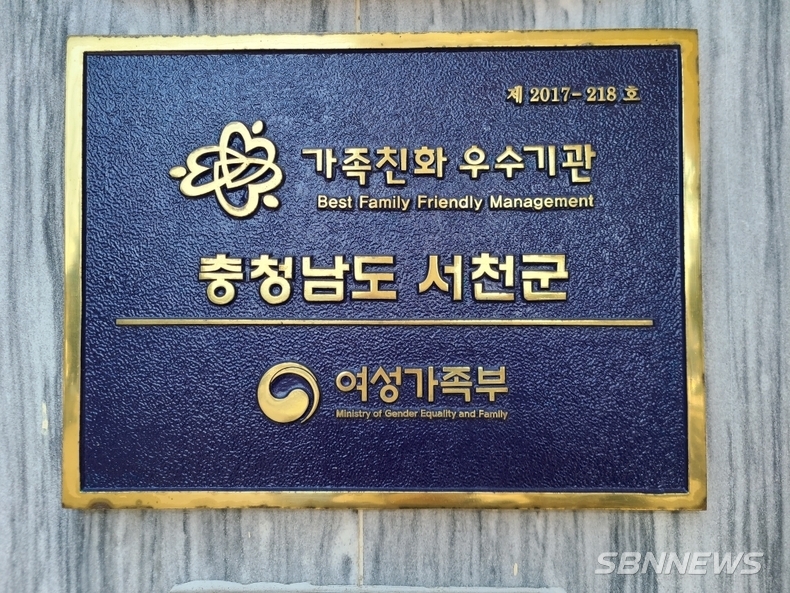 제 2017-218 호
가족친화 우수기관
Best Family Friendly Management
충청남도 서천군
여성가족부
Ministry of Gender Equality and Family
SBNNEWS